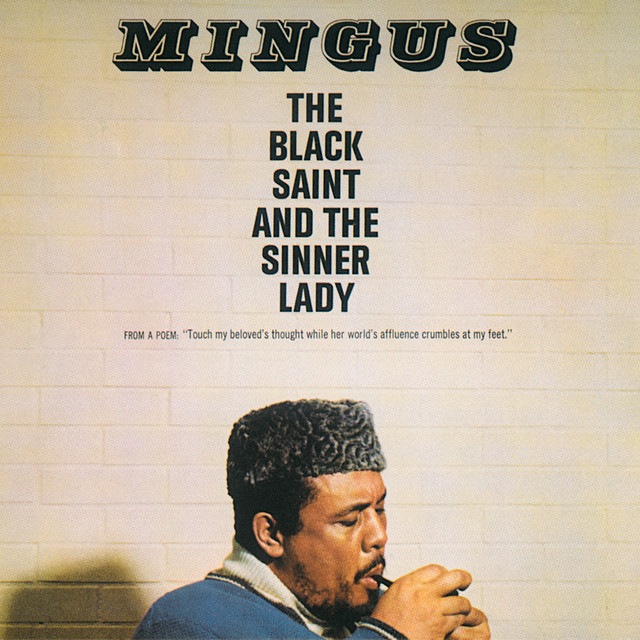 MINGUS
THE
BLACK
SAINT
AND THE
SINNER
LADY
FROM A POEM: "Touch my beloved's thought while her world's affluence crumbles at my feet."